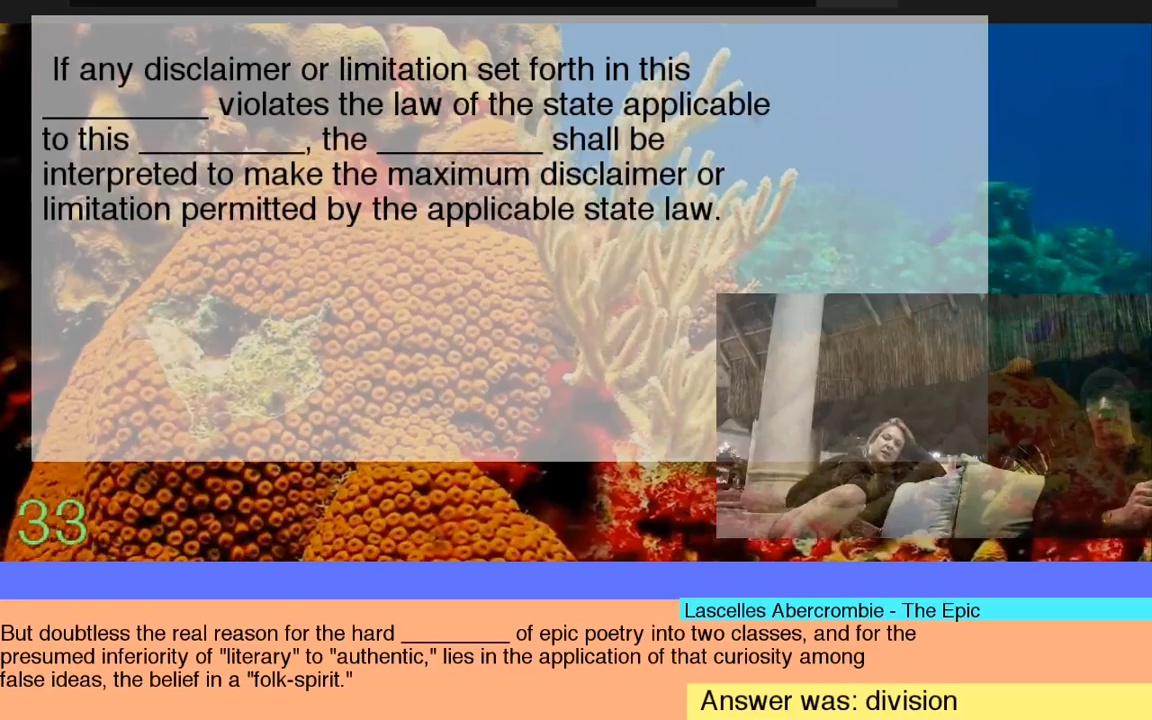 If any disclaimer or limitation set forth in this
__________ violates the law of the state applicable
to this __________, the __________ shall be
interpreted to make the maximum disclaimer or
limitation permitted by the applicable state law.
33
Lascelles Abercrombie - The Epic
But doubtless the real reason for the hard __________ of epic poetry into two classes, and for the
presumed inferiority of "literary" to "authentic," lies in the application of that curiosity among
false ideas, the belief in a "folk-spirit."
Answer was: division